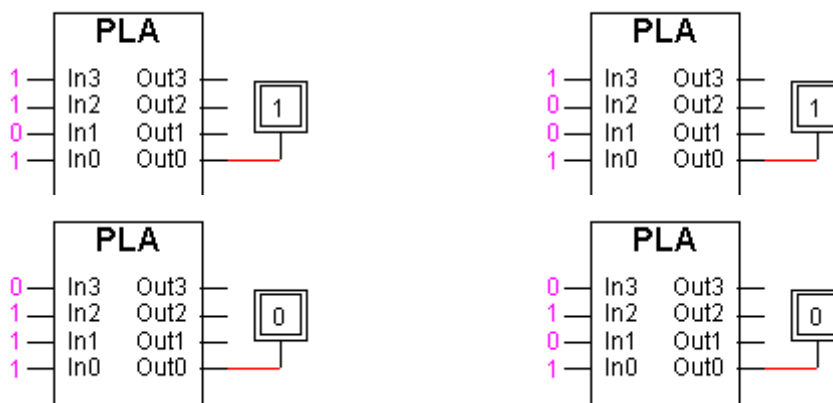 PLA PLA
1 In3 Out3 1 In3 Out3
1 In2 Out2 1 0 In2 Out2 1
0 In1 Out1 0 In1 Out1
1 In0 Out0 1 In0 Out0
PLA PLA
0 In3 Out3 0 In3 Out3
1 In2 Out2 0 1 In2 Out2 0
1 In1 Out1 0 In1 Out1
1 In0 Out0 1 In0 Out0